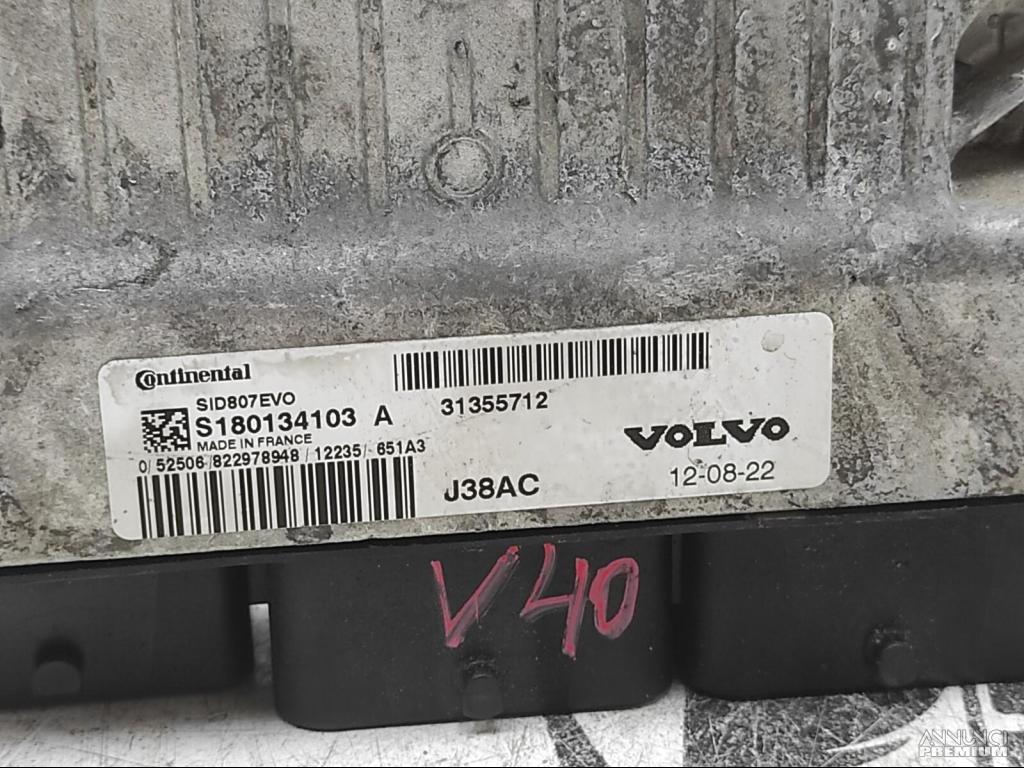 Continental
SID807EVO
S180134103 A
MADE IN FRANCE
0/ 52506 /822978948 /12235/ 651A3
31355712
VOLVO
J38AC
12-08-22
V40
ANNUNCI
PREMIUM